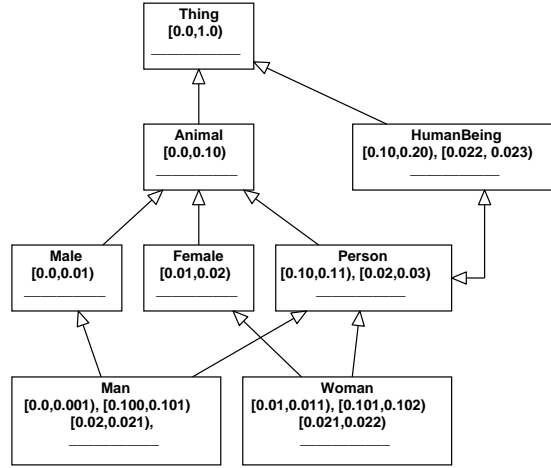 Thing
[0.0,1.0)
Animal
[0.0,0.10)
HumanBeing
[0.10,0.20), [0.022, 0.023)
Male
[0.0,0.01)
Female
[0.01,0.02)
Person
[0.10,0.11), [0.02,0.03)
Man
[0.0,0.001), [0.100,0.101)
[0.02,0.021),
Woman
[0.01,0.011), [0.101,0.102)
[0.021,0.022)